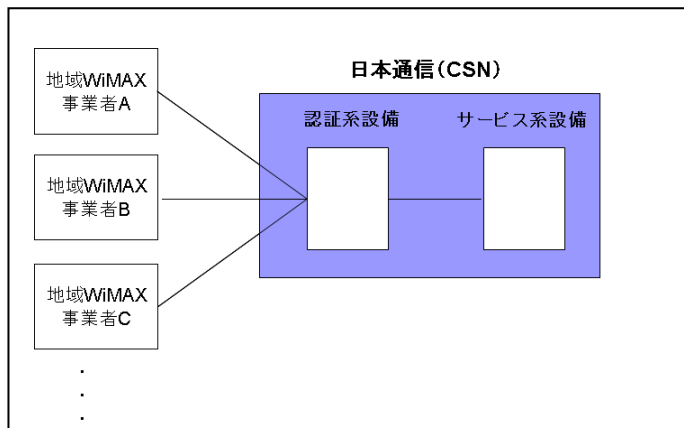 地域WiMAX
事業者A
日本通信(CSN)
認証系設備
サービス系設備
地域WiMAX
事業者B
地域WiMAX
事業者C
・
・
・